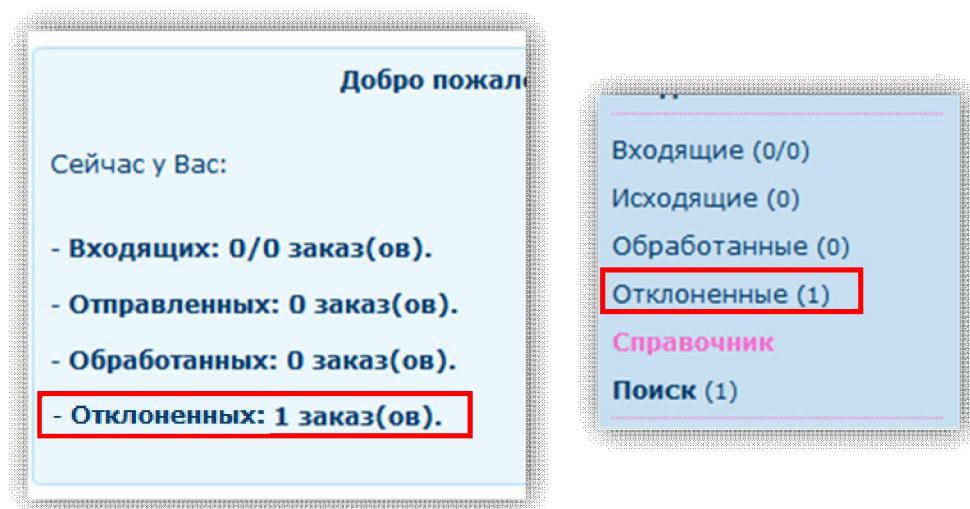 Добро пожал
Сейчас у Вас:
- Входящих: 0/0 заказ(ов).
- Отправленных: 0 заказ(ов).
- Обработанных: 0 заказ(ов).
- Отклоненных: 1 заказ(ов).
Входящие (0/0)
Исходящие (0)
Обработанные (0)
Отклоненные (1)
Справочник
Поиск (1)